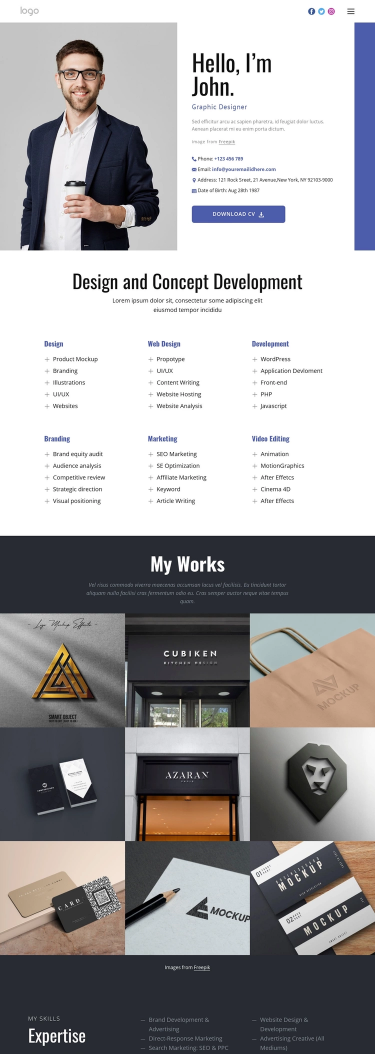 logo
Hello, I'm
John.
Graphic Designer
Sed efficitur arcu ac sapien pharetra, id feugiat dolor luctus.
Aenean placerat mi eu enim porta dictum.
Image from Freepik
Phone: +123 456 789
Email: info@youremailidhere.com
Address: 121 Rock Sreet, 21 Avenue,New York, NY 92103-9000
Date of Birth: Aug 28th 1987
DOWNLOAD CV
Design and Concept Development
Lorem ipsum dolor sit, consectetur some adipiscing elit
eiusmod tempor incididu
Design
Product Mockup
Branding
Illustrations
UI/UX
Websites
Web Design
Propotype
UI/UX
Content Writing
Website Hosting
Website Analysis
Development
WordPress
Application Devloment
Front-end
PHP
Javascript
Branding
Brand equity audit
Audience analysis
Competitive review
Strategic direction
Visual positioning
Marketing
SEO Marketing
SE Optimization
Affiliate Marketing
Keyword
Article Writing
Video Editing
Animation
MotionGraphics
After Effetcs
Cinema 4D
After Effects
My Works
Vel risus commodo viverra maecenas accumsan lacus vel facilisis. Eu tincidunt tortor
aliquam nulla facilisi cras fermentum odio eu. Cras semper auctor neque vitae tempus
quam.
Logo Mockup Effects
SMART OBJECT
CUBIKEN
KITCHEN DESIGN
MOCKUP
AZARAN
CARD
MOCKUP
MOCKUP
MOCKUP
Images from Freepik
MY SKILLS
Expertise
Brand Development &
Advertising
Direct-Response Marketing
Search Marketing: SEO & PPC
Website Design &
Development
Advertising Creative (All
Mediums)